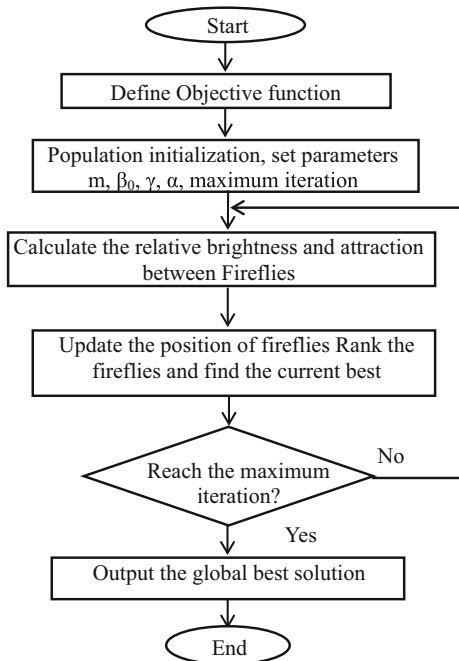 Start
Define Objective function
Population initialization, set parameters
m, β₀, γ, α, maximum iteration
Calculate the relative brightness and attraction
between Fireflies
Update the position of fireflies Rank the
fireflies and find the current best
Reach the maximum
iteration?
No
Yes
Output the global best solution
End